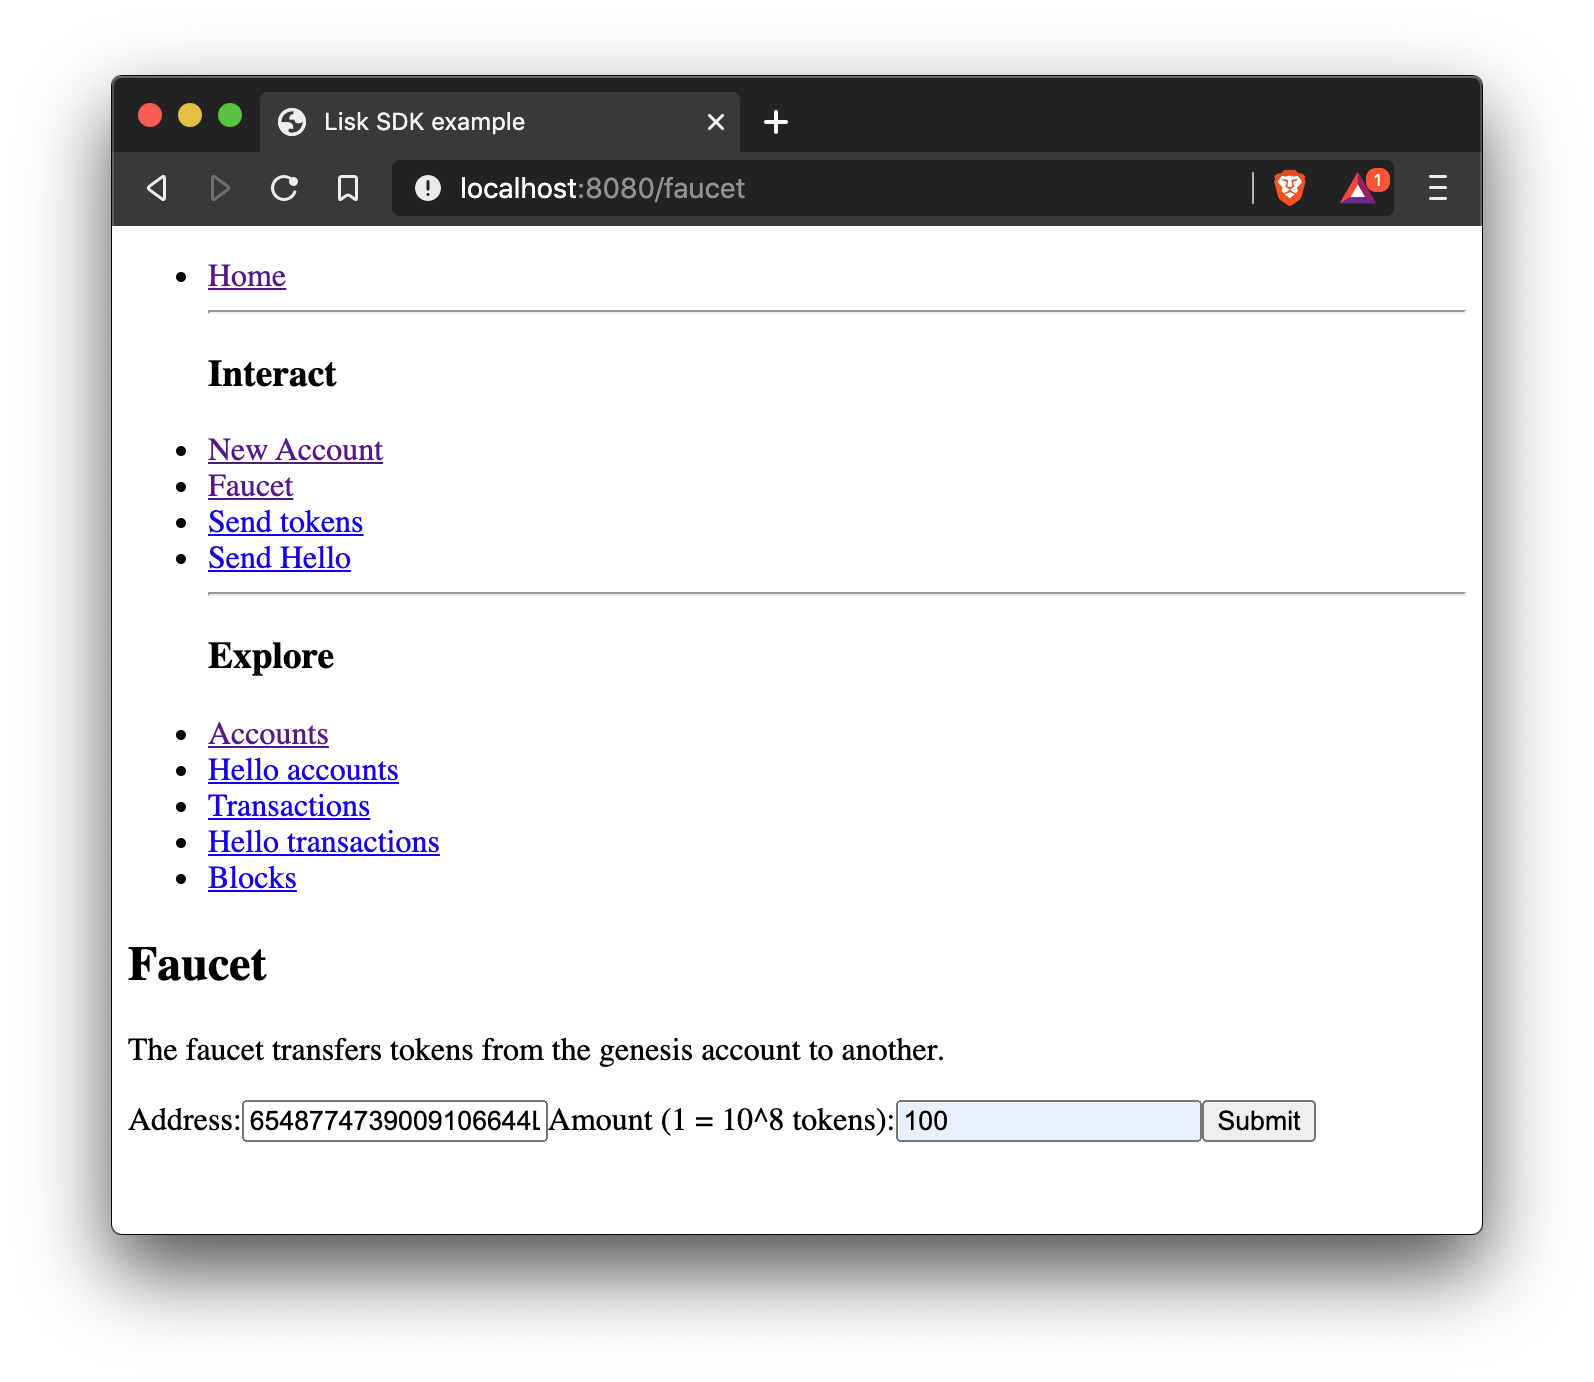 Lisk SDK example
localhost:8080/faucet
1
Home
Interact
New Account
Faucet
Send tokens
Send Hello
Explore
Accounts
Hello accounts
Transactions
Hello transactions
Blocks
Faucet
The faucet transfers tokens from the genesis account to another.
Address: 6548774739009106644L Amount (1 = 10^8 tokens): 100 Submit